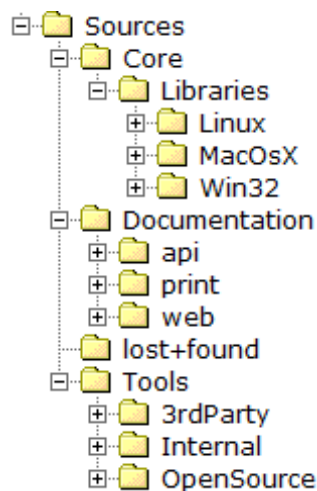 Sources
Core
Libraries
Linux
MacOsX
Win32
Documentation
api
print
web
lost+found
Tools
3rdParty
Internal
OpenSource